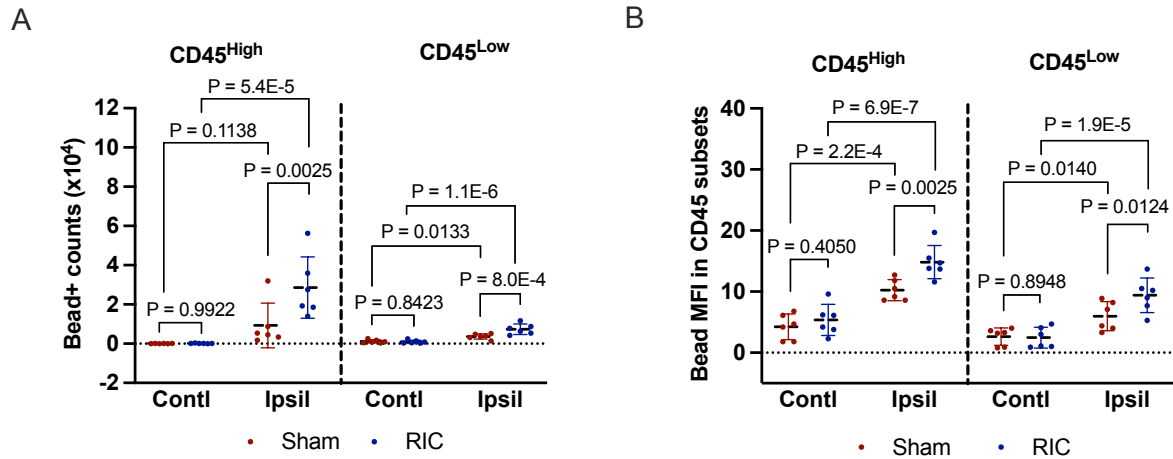 A
CD45High
CD45Low
P = 5.4E-5
P = 0.1138
P = 0.0025
P = 1.1E-6
P = 0.0133
P = 8.0E-4
P = 0.9922
P = 0.8423
Bead+ counts (x10⁴)
12
10
8
6
4
2
0
-2
Contl
Ipsil
Contl
Ipsil
Sham
RIC
B
CD45High
CD45Low
P = 6.9E-7
P = 1.9E-5
P = 2.2E-4
P = 0.0140
P = 0.0025
P = 0.0124
P = 0.4050
P = 0.8948
Bead MFI in CD45 subsets
40
30
20
10
0
Contl
Ipsil
Contl
Ipsil
Sham
RIC